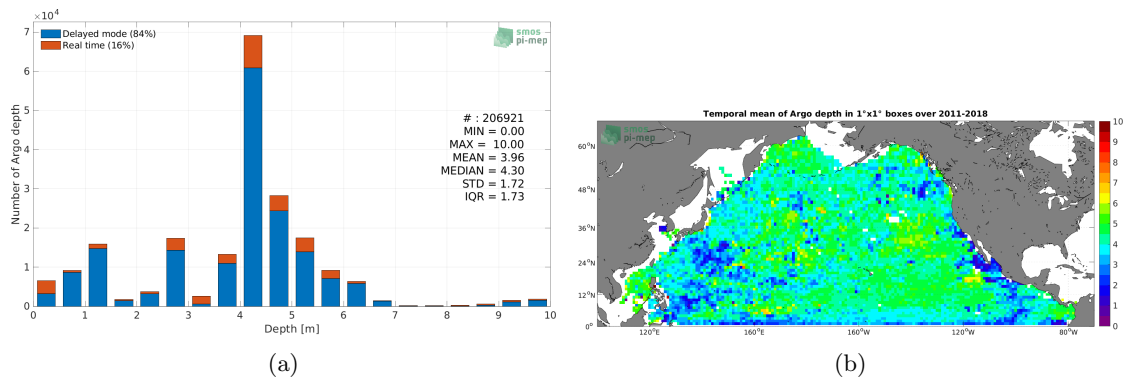 ×10⁴
7
6
5
4
3
2
1
0
Number of Argo depth
Delayed mode (84%)
Real time (16%)
smos
pi-mep
# : 206921
MIN = 0.00
MAX = 10.00
MEAN = 3.96
MEDIAN = 4.30
STD = 1.72
IQR = 1.73
0 1 2 3 4 5 6 7 8 9 10
Depth [m]
(a)
Temporal mean of Argo depth in 1°x1° boxes over 2011-2018
smos
pi-mep
60°N
48°N
36°N
24°N
12°N
0°
120°E 160°E 160°W 120°W 80°W
10
9
8
7
6
5
4
3
2
1
0
(b)